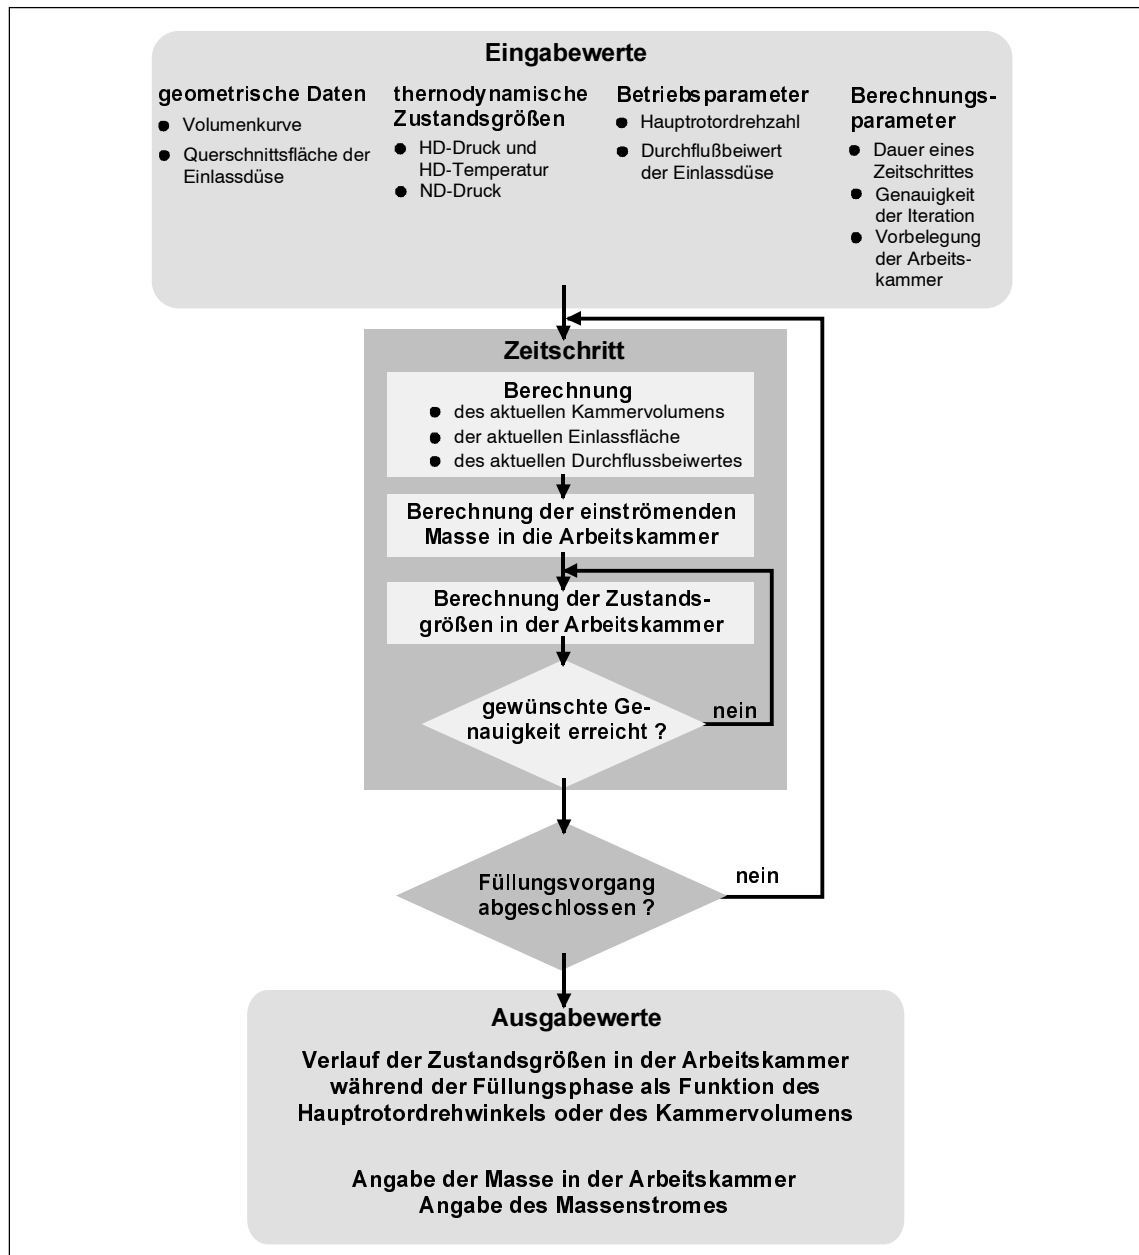 Eingabewerte
geometrische Daten
● Volumenkurve
● Querschnittsfläche der
Einlassdüse
thernodynamische
Zustandsgrößen
● HD-Druck und
HD-Temperatur
● ND-Druck
Betriebsparameter
● Hauptrotordrehzahl
● Durchflußbeiwert
der Einlassdüse
Berechnungs-
parameter
● Dauer eines
Zeitschrittes
● Genauigkeit
der Iteration
● Vorbelegung
der Arbeits-
kammer
Zeitschritt
Berechnung
● des aktuellen Kammervolumens
● der aktuellen Einlassfläche
● des aktuellen Durchflussbeiwertes
Berechnung der einströmenden
Masse in die Arbeitskammer
Berechnung der Zustands-
größen in der Arbeitskammer
gewünschte Ge-
nauigkeit erreicht ?
nein
Füllungsvorgang
abgeschlossen ?
nein
Ausgabewerte
Verlauf der Zustandsgrößen in der Arbeitskammer
während der Füllungsphase als Funktion des
Hauptrotordrehwinkels oder des Kammervolumens
Angabe der Masse in der Arbeitskammer
Angabe des Massenstromes